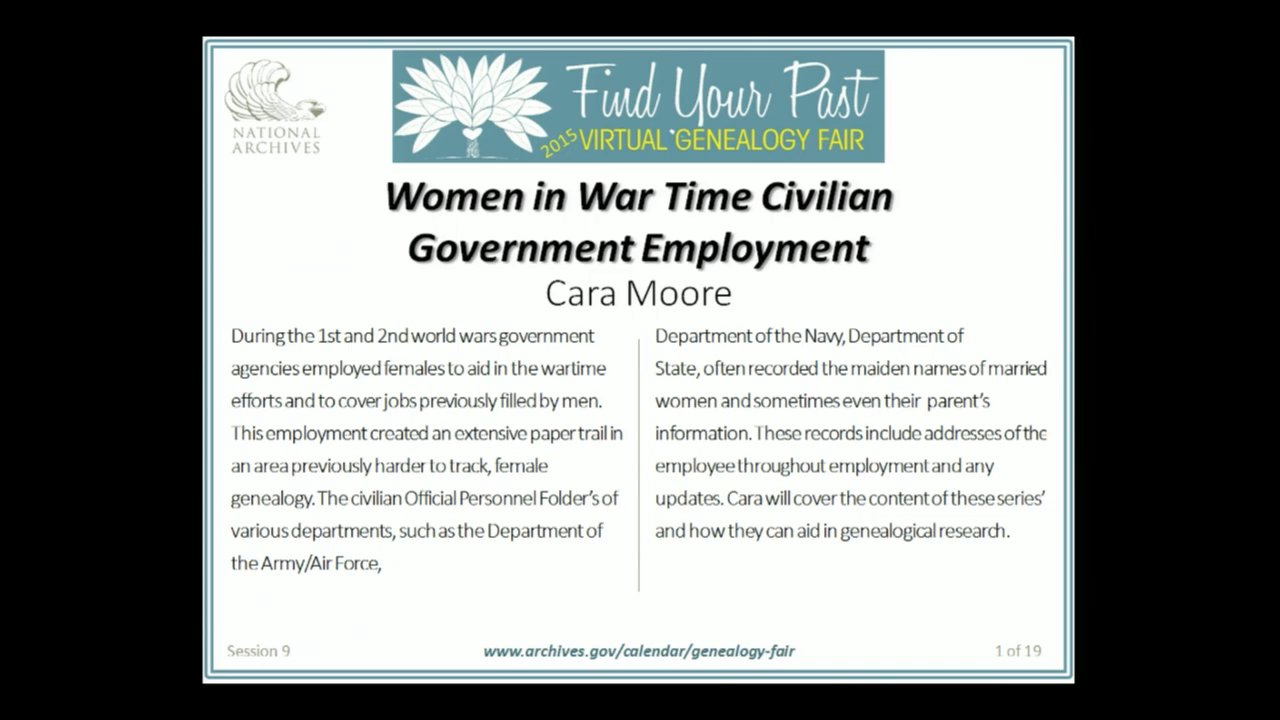 NATIONAL
ARCHIVES
Find Your Past
2015 VIRTUAL GENEALOGY FAIR
Women in War Time Civilian
Government Employment
Cara Moore
During the 1st and 2nd world wars government
agencies employed females to aid in the wartime
efforts and to cover jobs previously filled by men.
This employment created an extensive paper trail in
an area previously harder to track, female
genealogy. The civilian Official Personnel Folder’s of
various departments, such as the Department of
the Army/Air Force,
Department of the Navy, Department of
State, often recorded the maiden names of married
women and sometimes even their parent’s
information. These records include addresses of the
employee throughout employment and any
updates. Cara will cover the content of these series’
and how they can aid in genealogical research.
Session 9
www.archives.gov/calendar/genealogy-fair
1 of 19